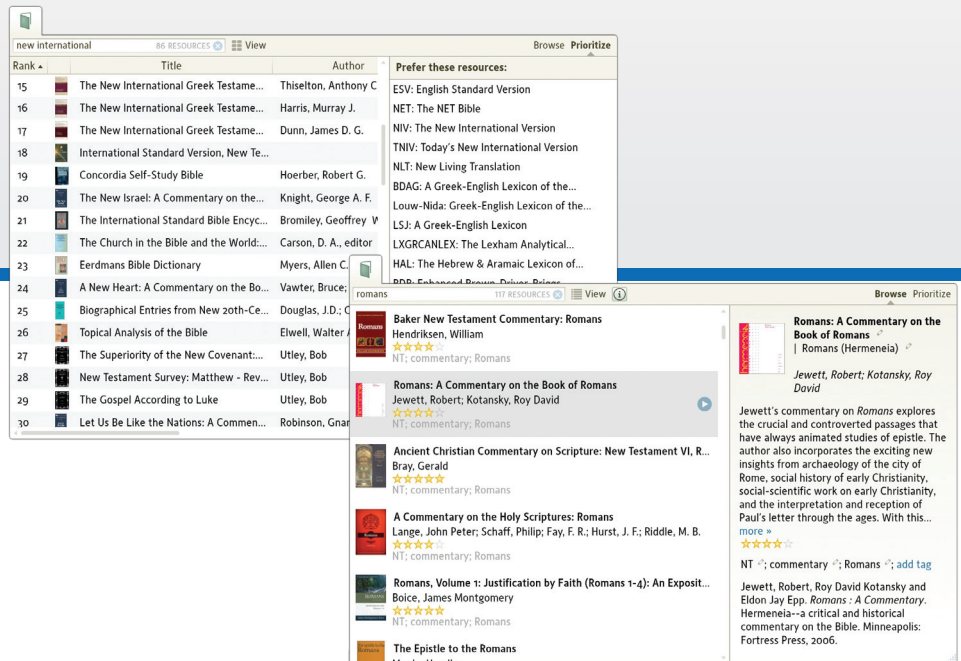 new international 86 RESOURCES View Browse Prioritize
Rank Title Author
15 The New International Greek Testame... Thiselton, Anthony C
16 The New International Greek Testame... Harris, Murray J.
17 The New International Greek Testame... Dunn, James D. G.
18 International Standard Version, New Te...
19 Concordia Self-Study Bible Hoerber, Robert G.
20 The New Israel: A Commentary on the... Knight, George A. F.
21 The International Standard Bible Encyc... Bromiley, Geoffrey W
22 The Church in the Bible and the World:... Carson, D. A., editor
23 Eerdmans Bible Dictionary Myers, Allen C.
24 A New Heart: A Commentary on the Bo... Vawter, Bruce;
25 Biographical Entries from New 20th-Ce... Douglas, J.D.; C
26 Topical Analysis of the Bible Elwell, Walter A
27 The Superiority of the New Covenant:... Utley, Bob
28 New Testament Survey: Matthew - Rev... Utley, Bob
29 The Gospel According to Luke Utley, Bob
30 Let Us Be Like the Nations: A Commen... Robinson, Gnan
Prefer these resources:
ESV: English Standard Version
NET: The NET Bible
NIV: The New International Version
TNIV: Today's New International Version
NLT: New Living Translation
BDAG: A Greek-English Lexicon of the...
Louw-Nida: Greek-English Lexicon of the...
LSJ: A Greek-English Lexicon
LXGRCANLEX: The Lexham Analytical...
HAL: The Hebrew & Aramaic Lexicon of...
BDB: Enhanced Brown-Driver-Briggs
romans 117 RESOURCES View Browse Prioritize
Baker New Testament Commentary: Romans
Hendriksen, William
NT; commentary; Romans
Romans: A Commentary on the Book of Romans
Jewett, Robert; Kotansky, Roy David
NT; commentary; Romans
Ancient Christian Commentary on Scripture: New Testament VI, R...
Bray, Gerald
NT; commentary; Romans
A Commentary on the Holy Scriptures: Romans
Lange, John Peter; Schaff, Philip; Fay, F. R.; Hurst, J. F.; Riddle, M. B.
NT; commentary; Romans
Romans, Volume 1: Justification by Faith (Romans 1-4): An Exposit...
Boice, James Montgomery
NT; commentary; Romans
The Epistle to the Romans
Romans: A Commentary on the
Book of Romans
| Romans (Hermeneia)
Jewett, Robert; Kotansky, Roy
David
Jewett's commentary on Romans explores
the crucial and controverted passages that
have always animated studies of epistle. The
author also incorporates the exciting new
insights from archaeology of the city of
Rome, social history of early Christianity,
social-scientific work on early Christianity,
and the interpretation and reception of
Paul's letter through the ages. With this...
more »
NT; commentary; Romans; add tag
Jewett, Robert, Roy David Kotansky and
Eldon Jay Epp. Romans : A Commentary.
Hermeneia--a critical and historical
commentary on the Bible. Minneapolis:
Fortress Press, 2006.